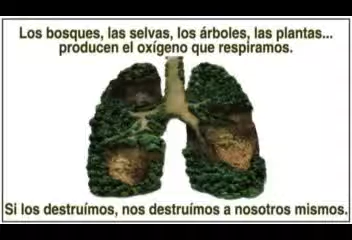 Los bosques, las selvas, los árboles, las plantas...
producen el oxígeno que respiramos.
Si los destruímos, nos destruímos a nosotros mismos.